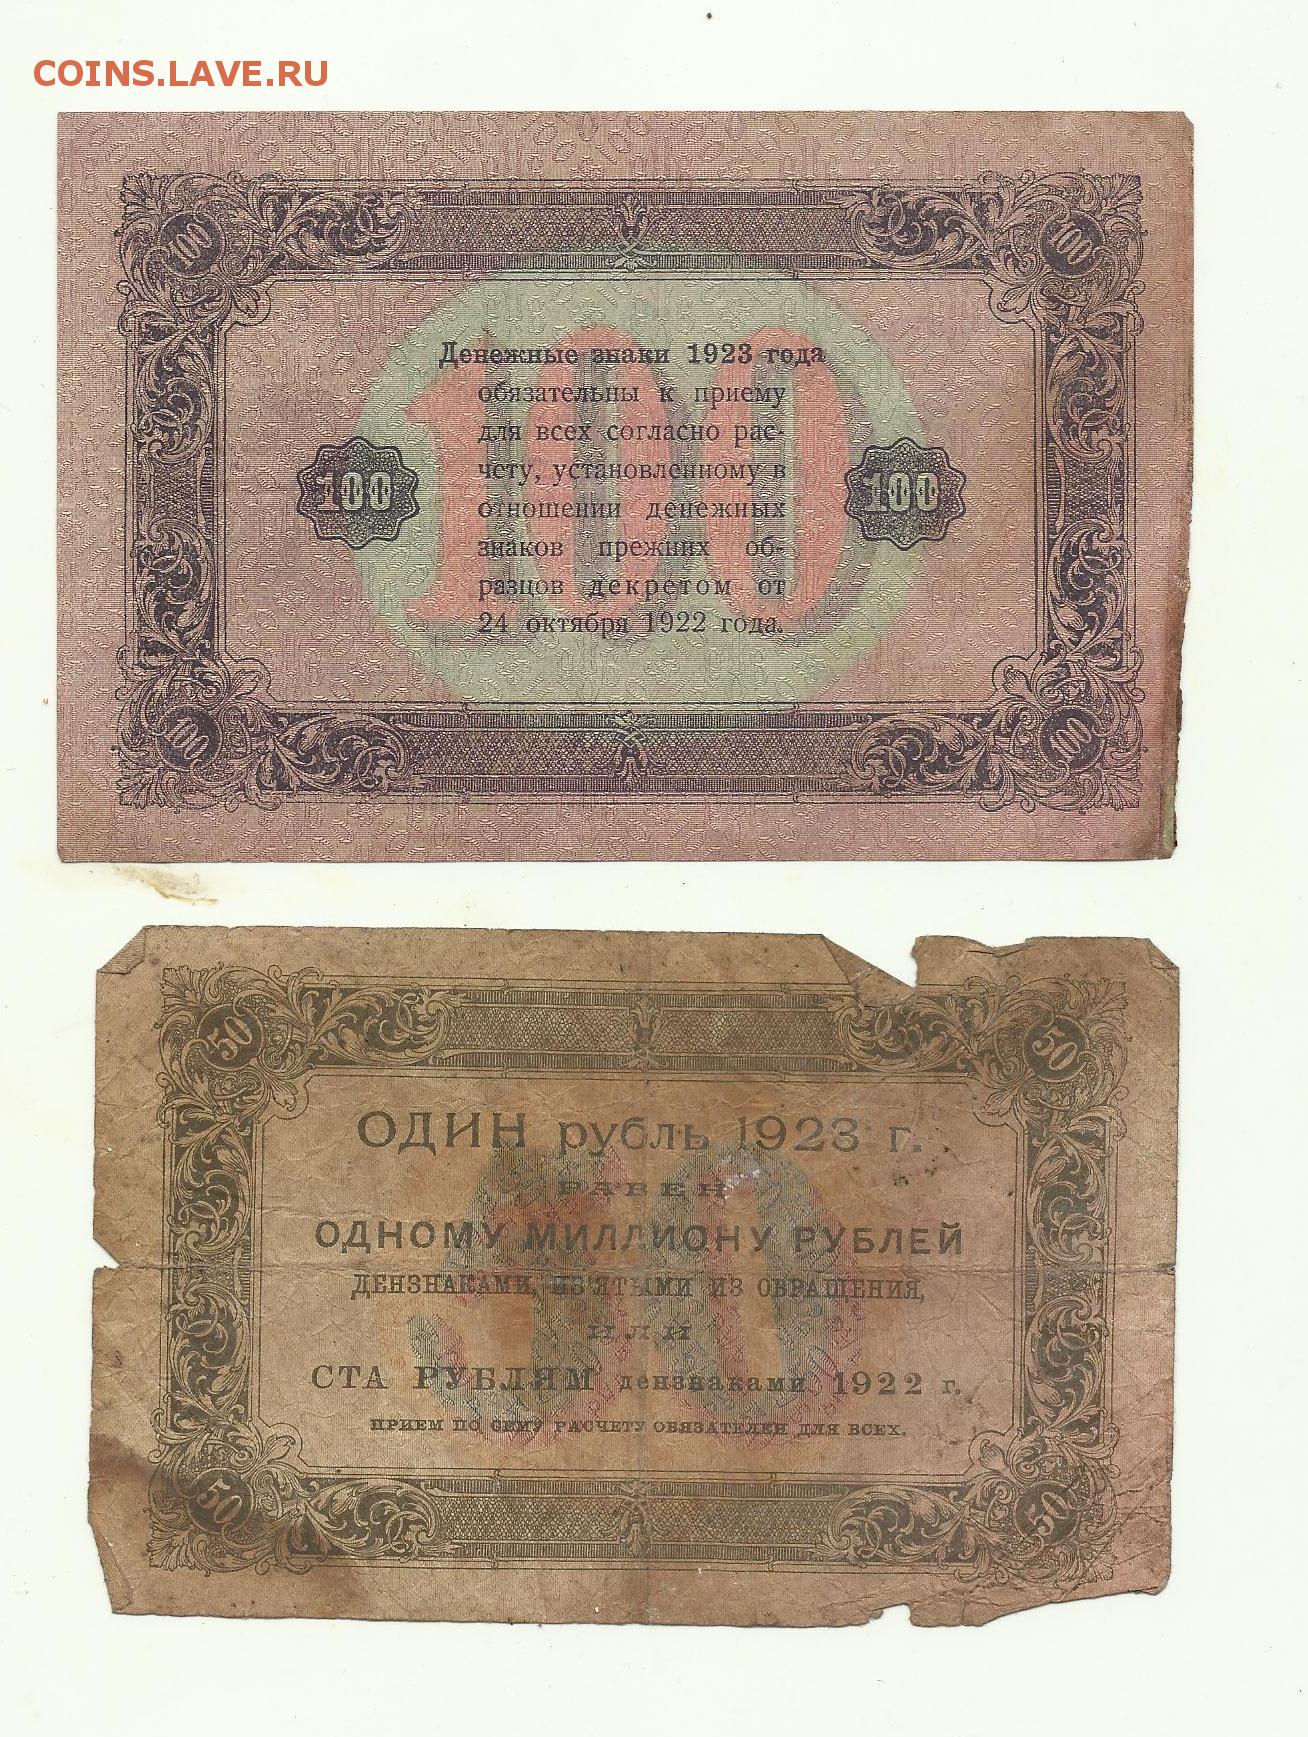 COINS.LAVE.RU
100 100
Денежные знаки 1923 года
обязательны к приему
для всех согласно рас-
чету, установленному в
100 100
отношении денежных
знаков прежних об-
разцов декретом от
24 октября 1922 года.
100 100
100
50 50
ОДИН рубль 1923 г.
РАВЕН
ОДНОМУ МИЛЛИОНУ РУБЛЕЙ
ДЕНЗНАКАМИ, ИЗ'ЯТЫМИ ИЗ ОБРАЩЕНИЯ,
ИЛИ
СТА РУБЛЯМ дензнаками 1922 г.
ПРИЕМ ПО СЕМУ РАСЧЕТУ ОБЯЗАТЕЛЕН ДЛЯ ВСЕХ.
50 50
50